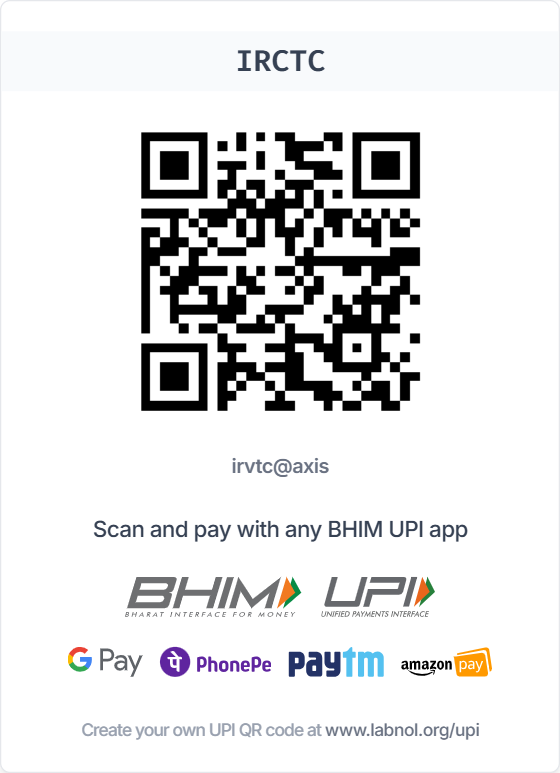 IRCTC
irvtc@axis
Scan and pay with any BHIM UPI app
BHIM UPI
BHARAT INTERFACE FOR MONEY UNIFIED PAYMENTS INTERFACE
G Pay पे PhonePe paytm amazon pay
Create your own UPI QR code at www.labnol.org/upi